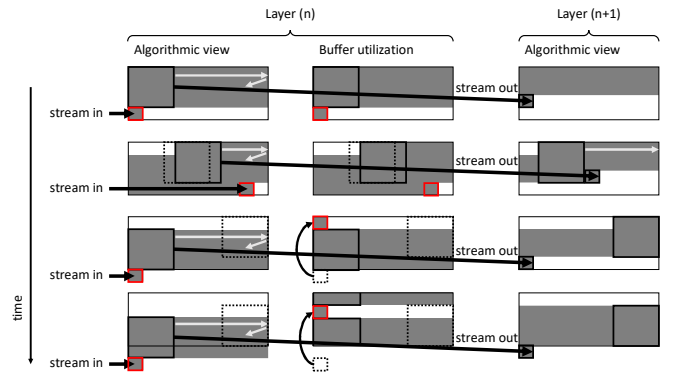 Layer (n)
Layer (n+1)
Algorithmic view
Buffer utilization
Algorithmic view
stream out
stream in
stream out
stream in
stream out
stream in
stream out
stream in
time